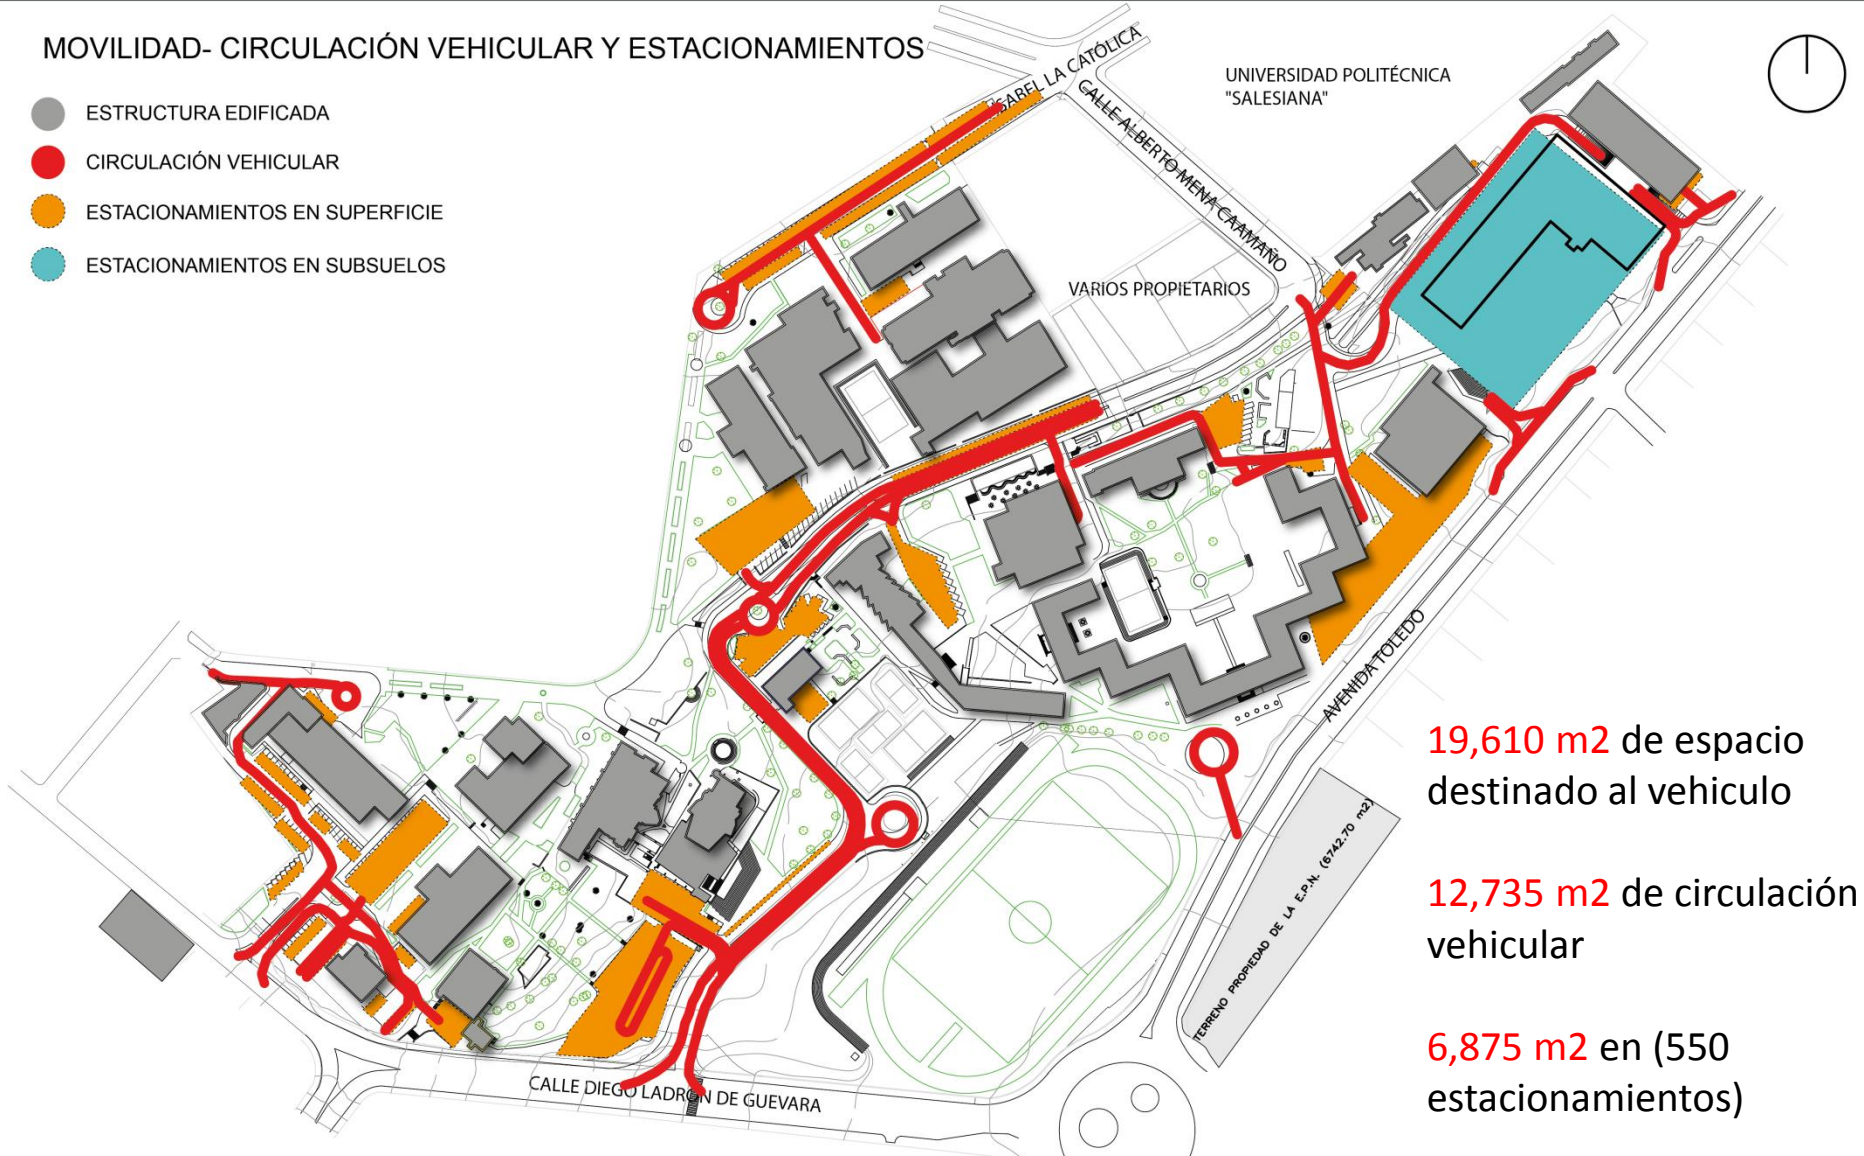 MOVILIDAD- CIRCULACIÓN VEHICULAR Y ESTACIONAMIENTOS
ESTRUCTURA EDIFICADA
CIRCULACIÓN VEHICULAR
ESTACIONAMIENTOS EN SUPERFICIE
ESTACIONAMIENTOS EN SUBSUELOS
ISABEL LA CATÓLICA
CALLE ALBERTO MENA CAAMAÑO
UNIVERSIDAD POLITÉCNICA
"SALESIANA"
VARIOS PROPIETARIOS
AVENIDA TOLEDO
TERRENO PROPIEDAD DE LA E.P.N. (6742.70 m2)
CALLE DIEGO LADRÓN DE GUEVARA
19,610 m2 de espacio
destinado al vehiculo
12,735 m2 de circulación
vehicular
6,875 m2 en (550
estacionamientos)